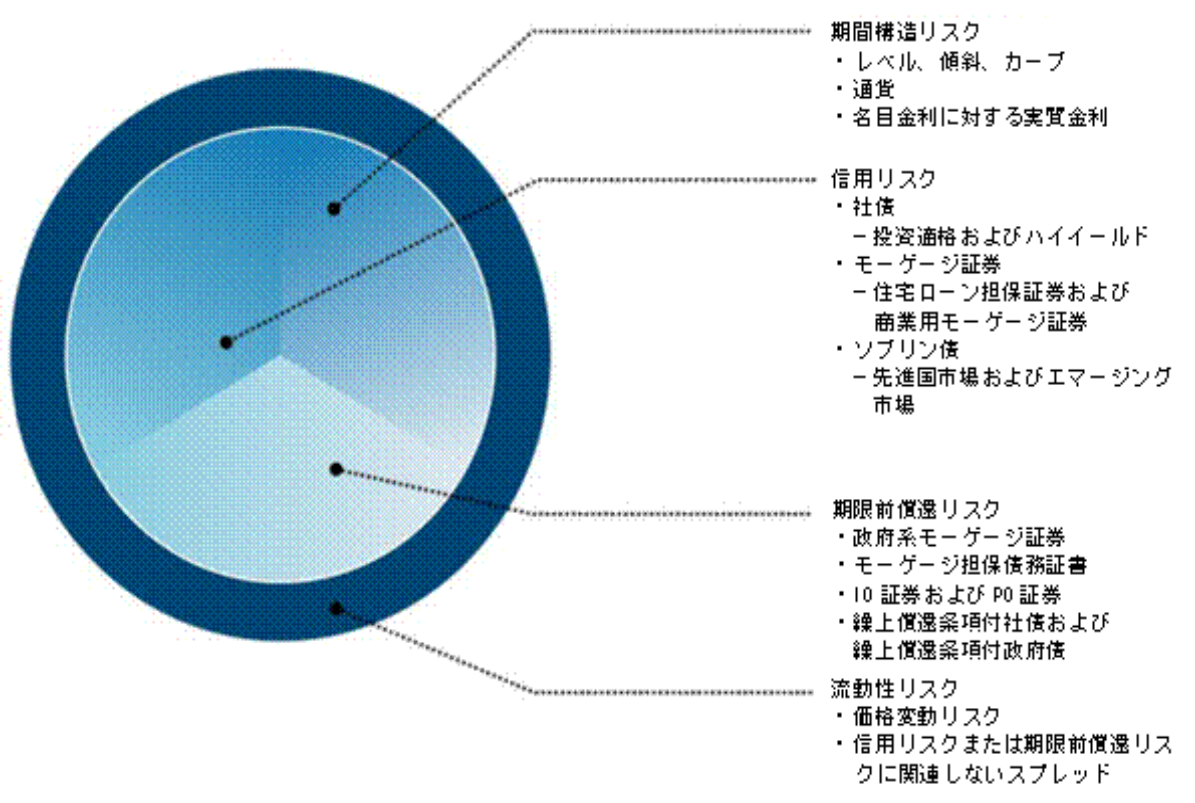 期間構造リスク
・レベル、傾斜、カーブ
・通貨
・名目金利に対する実質金利
信用リスク
・社債
－投資適格およびハイイールド
・モーゲージ証券
－住宅ローン担保証券および
商業用モーゲージ証券
・ソブリン債
－先進国市場およびエマージング
市場
期限前償還リスク
・政府系モーゲージ証券
・モーゲージ担保債務証書
・IO 証券および PO 証券
・繰上償還条項付社債および
繰上償還条項付政府債
流動性リスク
・価格変動リスク
・信用リスクまたは期限前償還リス
クに関連しないスプレッド